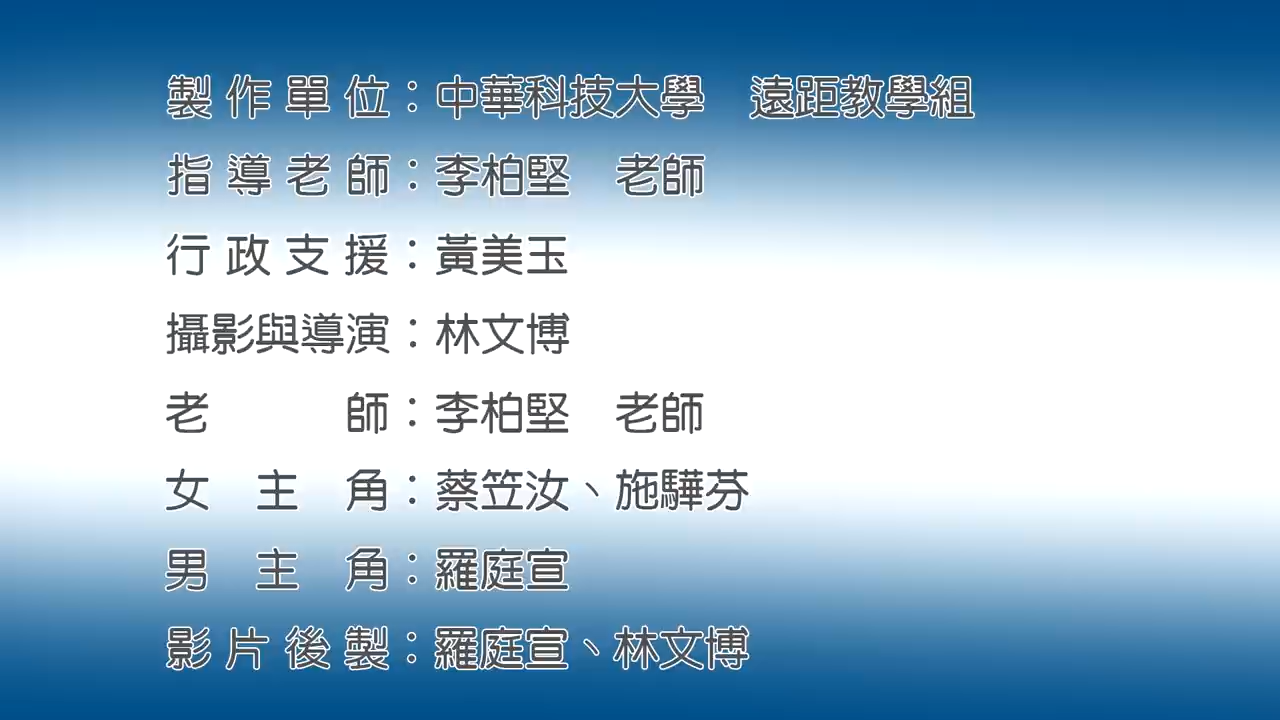 製作單位：中華科技大學　遠距教學組
指導老師：李柏堅　老師
行政支援：黃美玉
攝影與導演：林文博
老　　　師：李柏堅　老師
女　主　角：蔡笠汝、施驊芬
男　主　角：羅庭宣
影片後製：羅庭宣、林文博